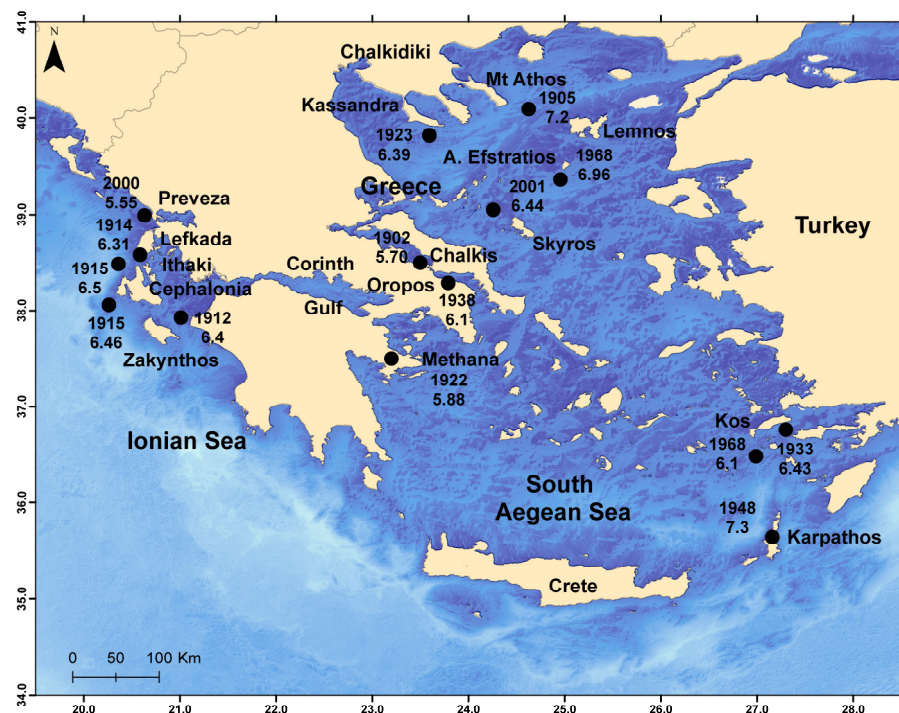 41.0
N
Chalkidiki
Mt Athos
1905
7.2
Kassandra
40.0
Lemnos
1923
6.39
A. Efstratios
1968
6.96
2000
5.55
Preveza
Greece
2001
6.44
39.0
1914
6.31
Lefkada
Turkey
Skyros
1902
5.70
Chalkis
Ithaki
1915
6.5
Corinth
Gulf
Oropos
Cephalonia
38.0
1938
6.1
1915
6.46
1912
6.4
Zakynthos
Methana
1922
5.88
37.0
Ionian Sea
Kos
1968
6.1
1933
6.43
South
Aegean Sea
36.0
1948
7.3
Karpathos
Crete
35.0
0 50 100 Km
34.0
20.0 21.0 22.0 23.0 24.0 25.0 26.0 27.0 28.0